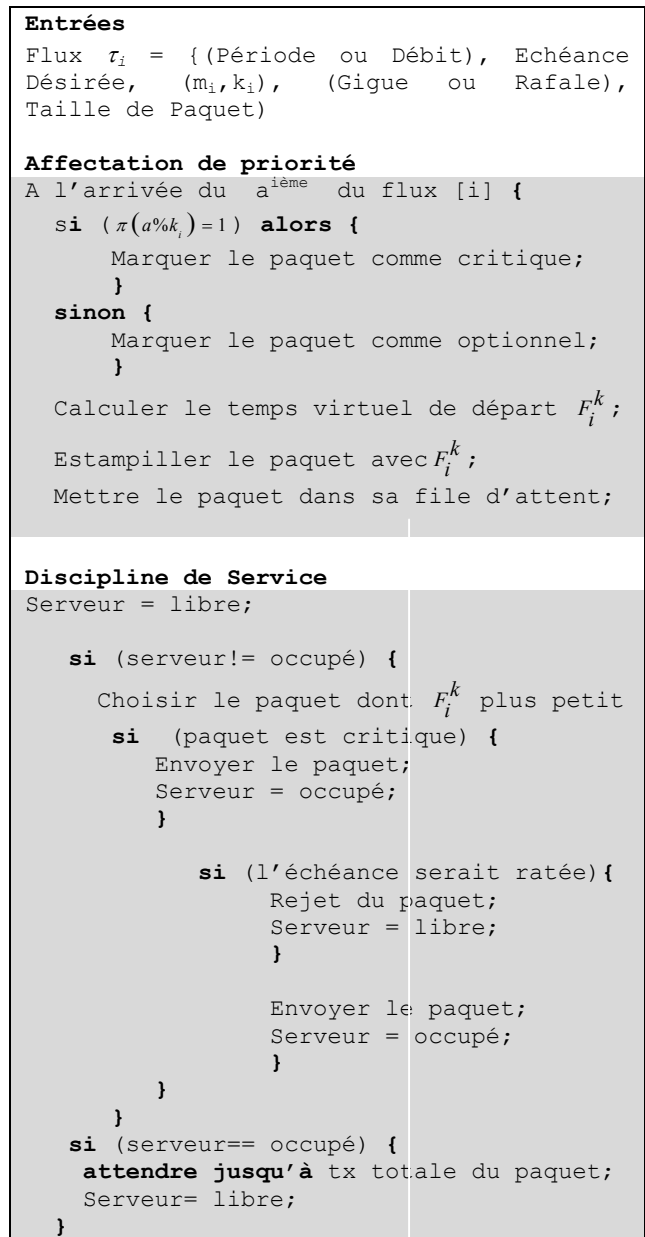 Entrées
Flux τi = {(Période ou Débit), Echéance
Désirée, (mi,ki), (Gigue ou Rafale),
Taille de Paquet)
Affectation de priorité
A l'arrivée du aième du flux [i] {
si (π(a%ki)=1) alors {
Marquer le paquet comme critique;
}
sinon {
Marquer le paquet comme optionnel;
}
Calculer le temps virtuel de départ F_i^k;
Estampiller le paquet avec F_i^k;
Mettre le paquet dans sa file d'attent;
Discipline de Service
Serveur = libre;
si (serveur!= occupé) {
Choisir le paquet dont F_i^k plus petit
si (paquet est critique) {
Envoyer le paquet;
Serveur = occupé;
}
si (l'échéance serait ratée){
Rejet du paquet;
Serveur = libre;
}
Envoyer le paquet;
Serveur = occupé;
}
}
}
si (serveur== occupé) {
attendre jusqu'à tx totale du paquet;
Serveur= libre;
}